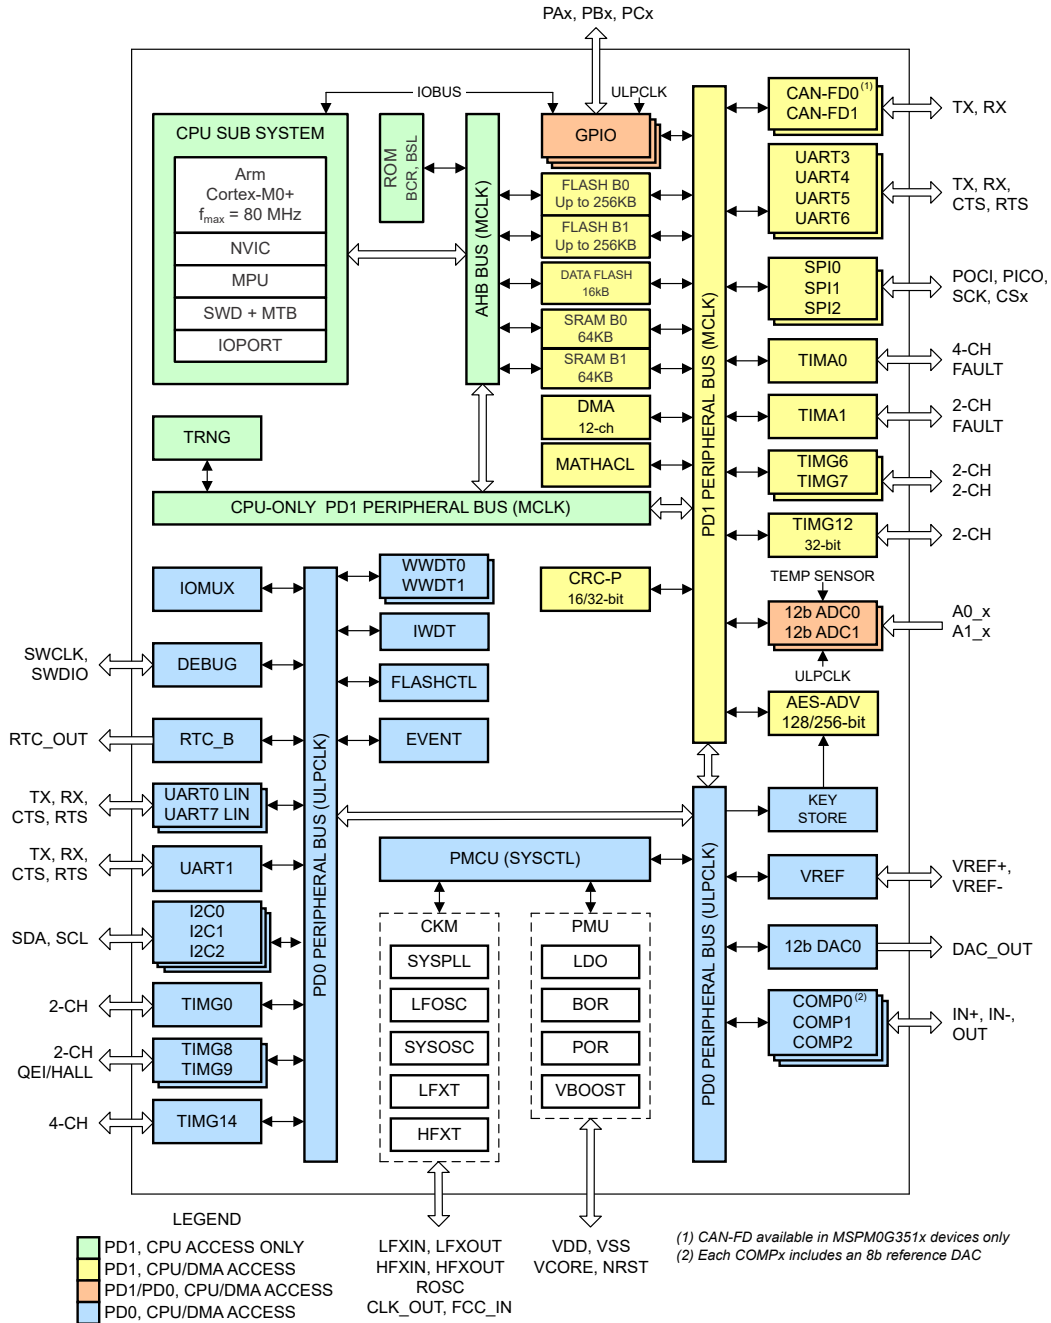 PAx, PBx, PCx
IOBUS
ULPCLK
CPU SUB SYSTEM
Arm
Cortex-M0+
fmax = 80 MHz
NVIC
MPU
SWD + MTB
IOPORT
ROM
BCR, BSL
AHB BUS (MCLK)
GPIO
FLASH B0
Up to 256KB
FLASH B1
Up to 256KB
DATA FLASH
16kB
SRAM B0
64KB
SRAM B1
64KB
DMA
12-ch
MATHACL
CRC-P
16/32-bit
TRNG
CPU-ONLY PD1 PERIPHERAL BUS (MCLK)
PD1 PERIPHERAL BUS (MCLK)
CAN-FD0(1)
CAN-FD1
TX, RX
UART3
UART4
UART5
UART6
TX, RX,
CTS, RTS
SPI0
SPI1
SPI2
POCI, PICO,
SCK, CSx
TIMA0
4-CH
FAULT
TIMA1
2-CH
FAULT
TIMG6
TIMG7
2-CH
2-CH
TIMG12
32-bit
2-CH
TEMP SENSOR
12b ADC0
12b ADC1
A0_x
A1_x
ULPCLK
AES-ADV
128/256-bit
KEY
STORE
VREF
VREF+,
VREF-
12b DAC0
DAC_OUT
COMP0(2)
COMP1
COMP2
IN+, IN-,
OUT
PD0 PERIPHERAL BUS (ULPCLK)
IOMUX
SWCLK,
SWDIO
DEBUG
RTC_OUT
RTC_B
TX, RX,
CTS, RTS
UART0 LIN
UART7 LIN
TX, RX,
CTS, RTS
UART1
SDA, SCL
I2C0
I2C1
I2C2
2-CH
TIMG0
2-CH
QEI/HALL
TIMG8
TIMG9
4-CH
TIMG14
PD0 PERIPHERAL BUS (ULPCLK)
WWDT0
WWDT1
IWDT
FLASHCTL
EVENT
PMCU (SYSCTL)
CKM
SYSPLL
LFOSC
SYSOSC
LFXT
HFXT
PMU
LDO
BOR
POR
VBOOST
LFXIN, LFXOUT
HFXIN, HFXOUT
ROSC
CLK_OUT, FCC_IN
VDD, VSS
VCORE, NRST
LEGEND
PD1, CPU ACCESS ONLY
PD1, CPU/DMA ACCESS
PD1/PD0, CPU/DMA ACCESS
PD0, CPU/DMA ACCESS
(1) CAN-FD available in MSPM0G351x devices only
(2) Each COMPx includes an 8b reference DAC